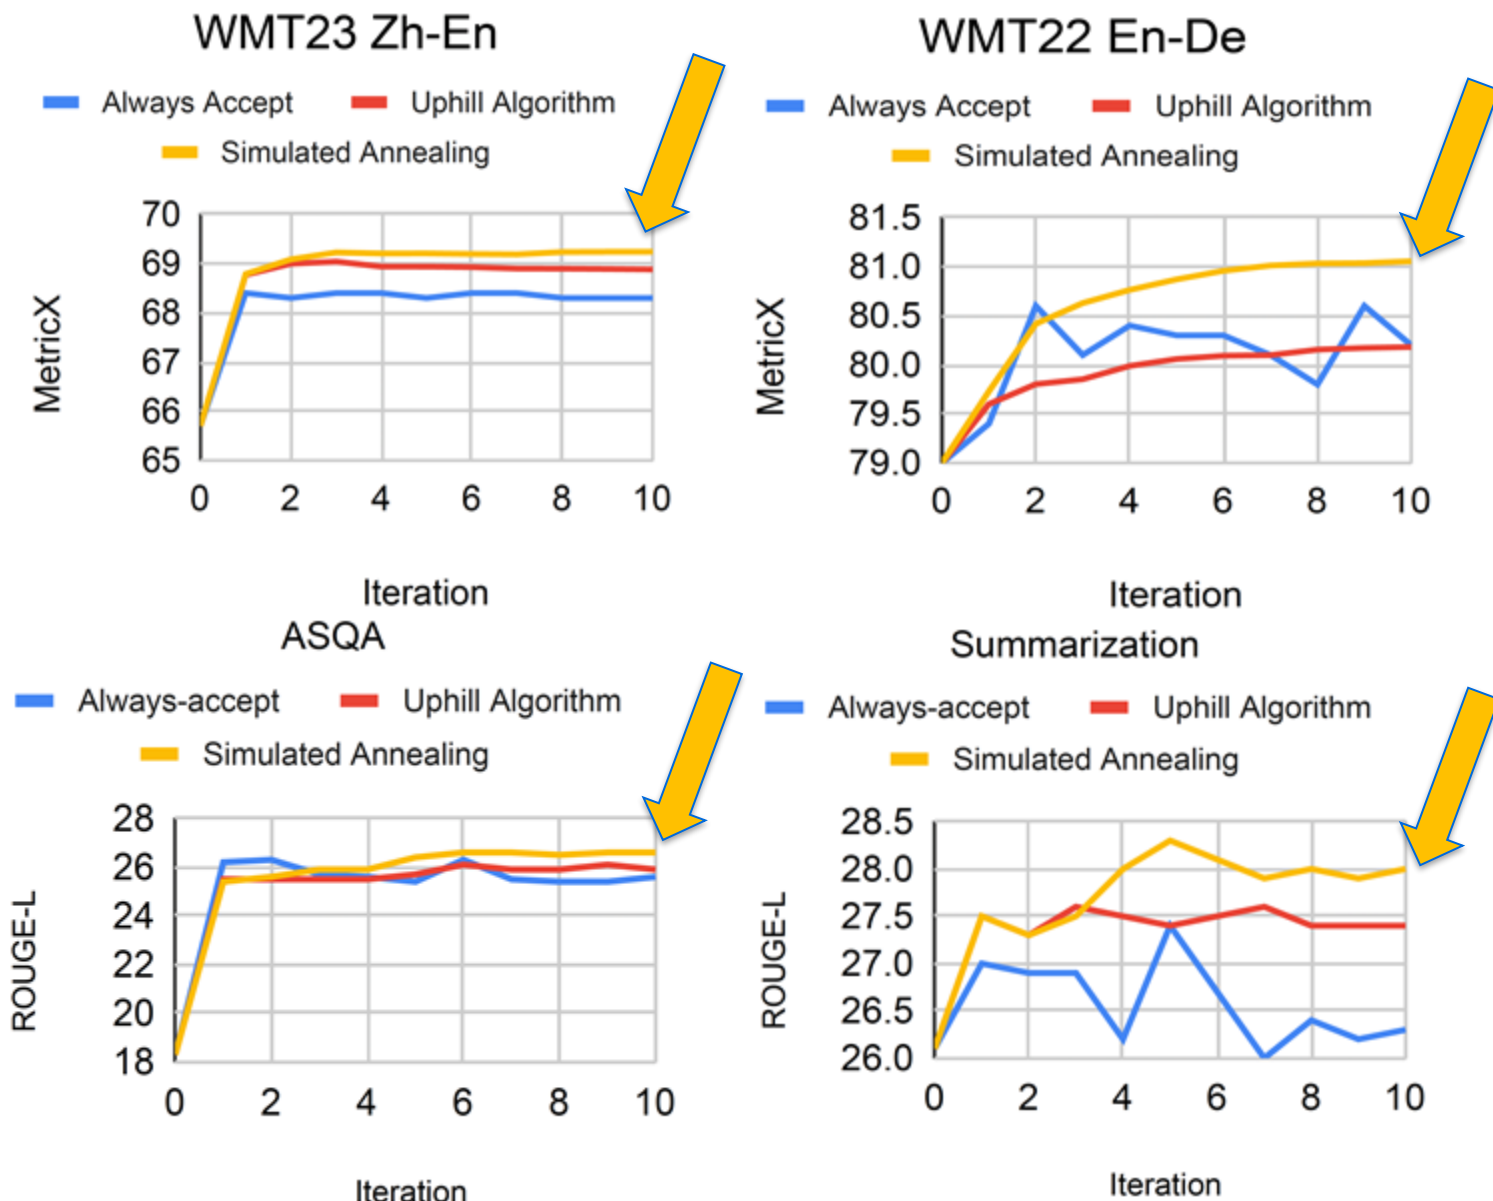 WMT23 Zh-En
Always Accept
Uphill Algorithm
Simulated Annealing
MetricX
70
69
68
67
66
65
0
2
4
6
8
10
Iteration
WMT22 En-De
Always Accept
Uphill Algorithm
Simulated Annealing
MetricX
81.5
81.0
80.5
80.0
79.5
79.0
0
2
4
6
8
10
Iteration
ASQA
Always-accept
Uphill Algorithm
Simulated Annealing
ROUGE-L
28
26
24
22
20
18
0
2
4
6
8
10
Iteration
Summarization
Always-accept
Uphill Algorithm
Simulated Annealing
ROUGE-L
28.5
28.0
27.5
27.0
26.5
26.0
0
2
4
6
8
10
Iteration